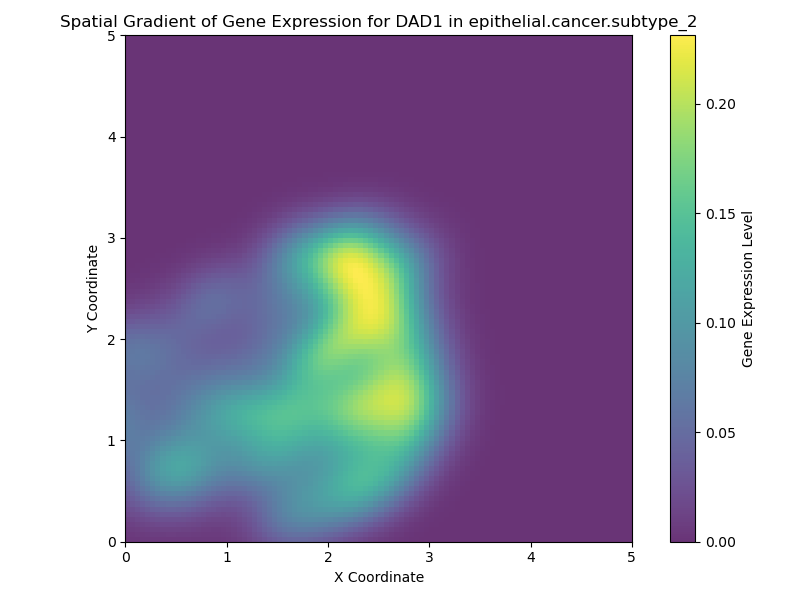 Spatial Gradient of Gene Expression for DAD1 in epithelial.cancer.subtype_2
5
4
3
2
1
0
Y Coordinate
0 1 2 3 4 5
X Coordinate
0.20
0.15
0.10
0.05
0.00
Gene Expression Level